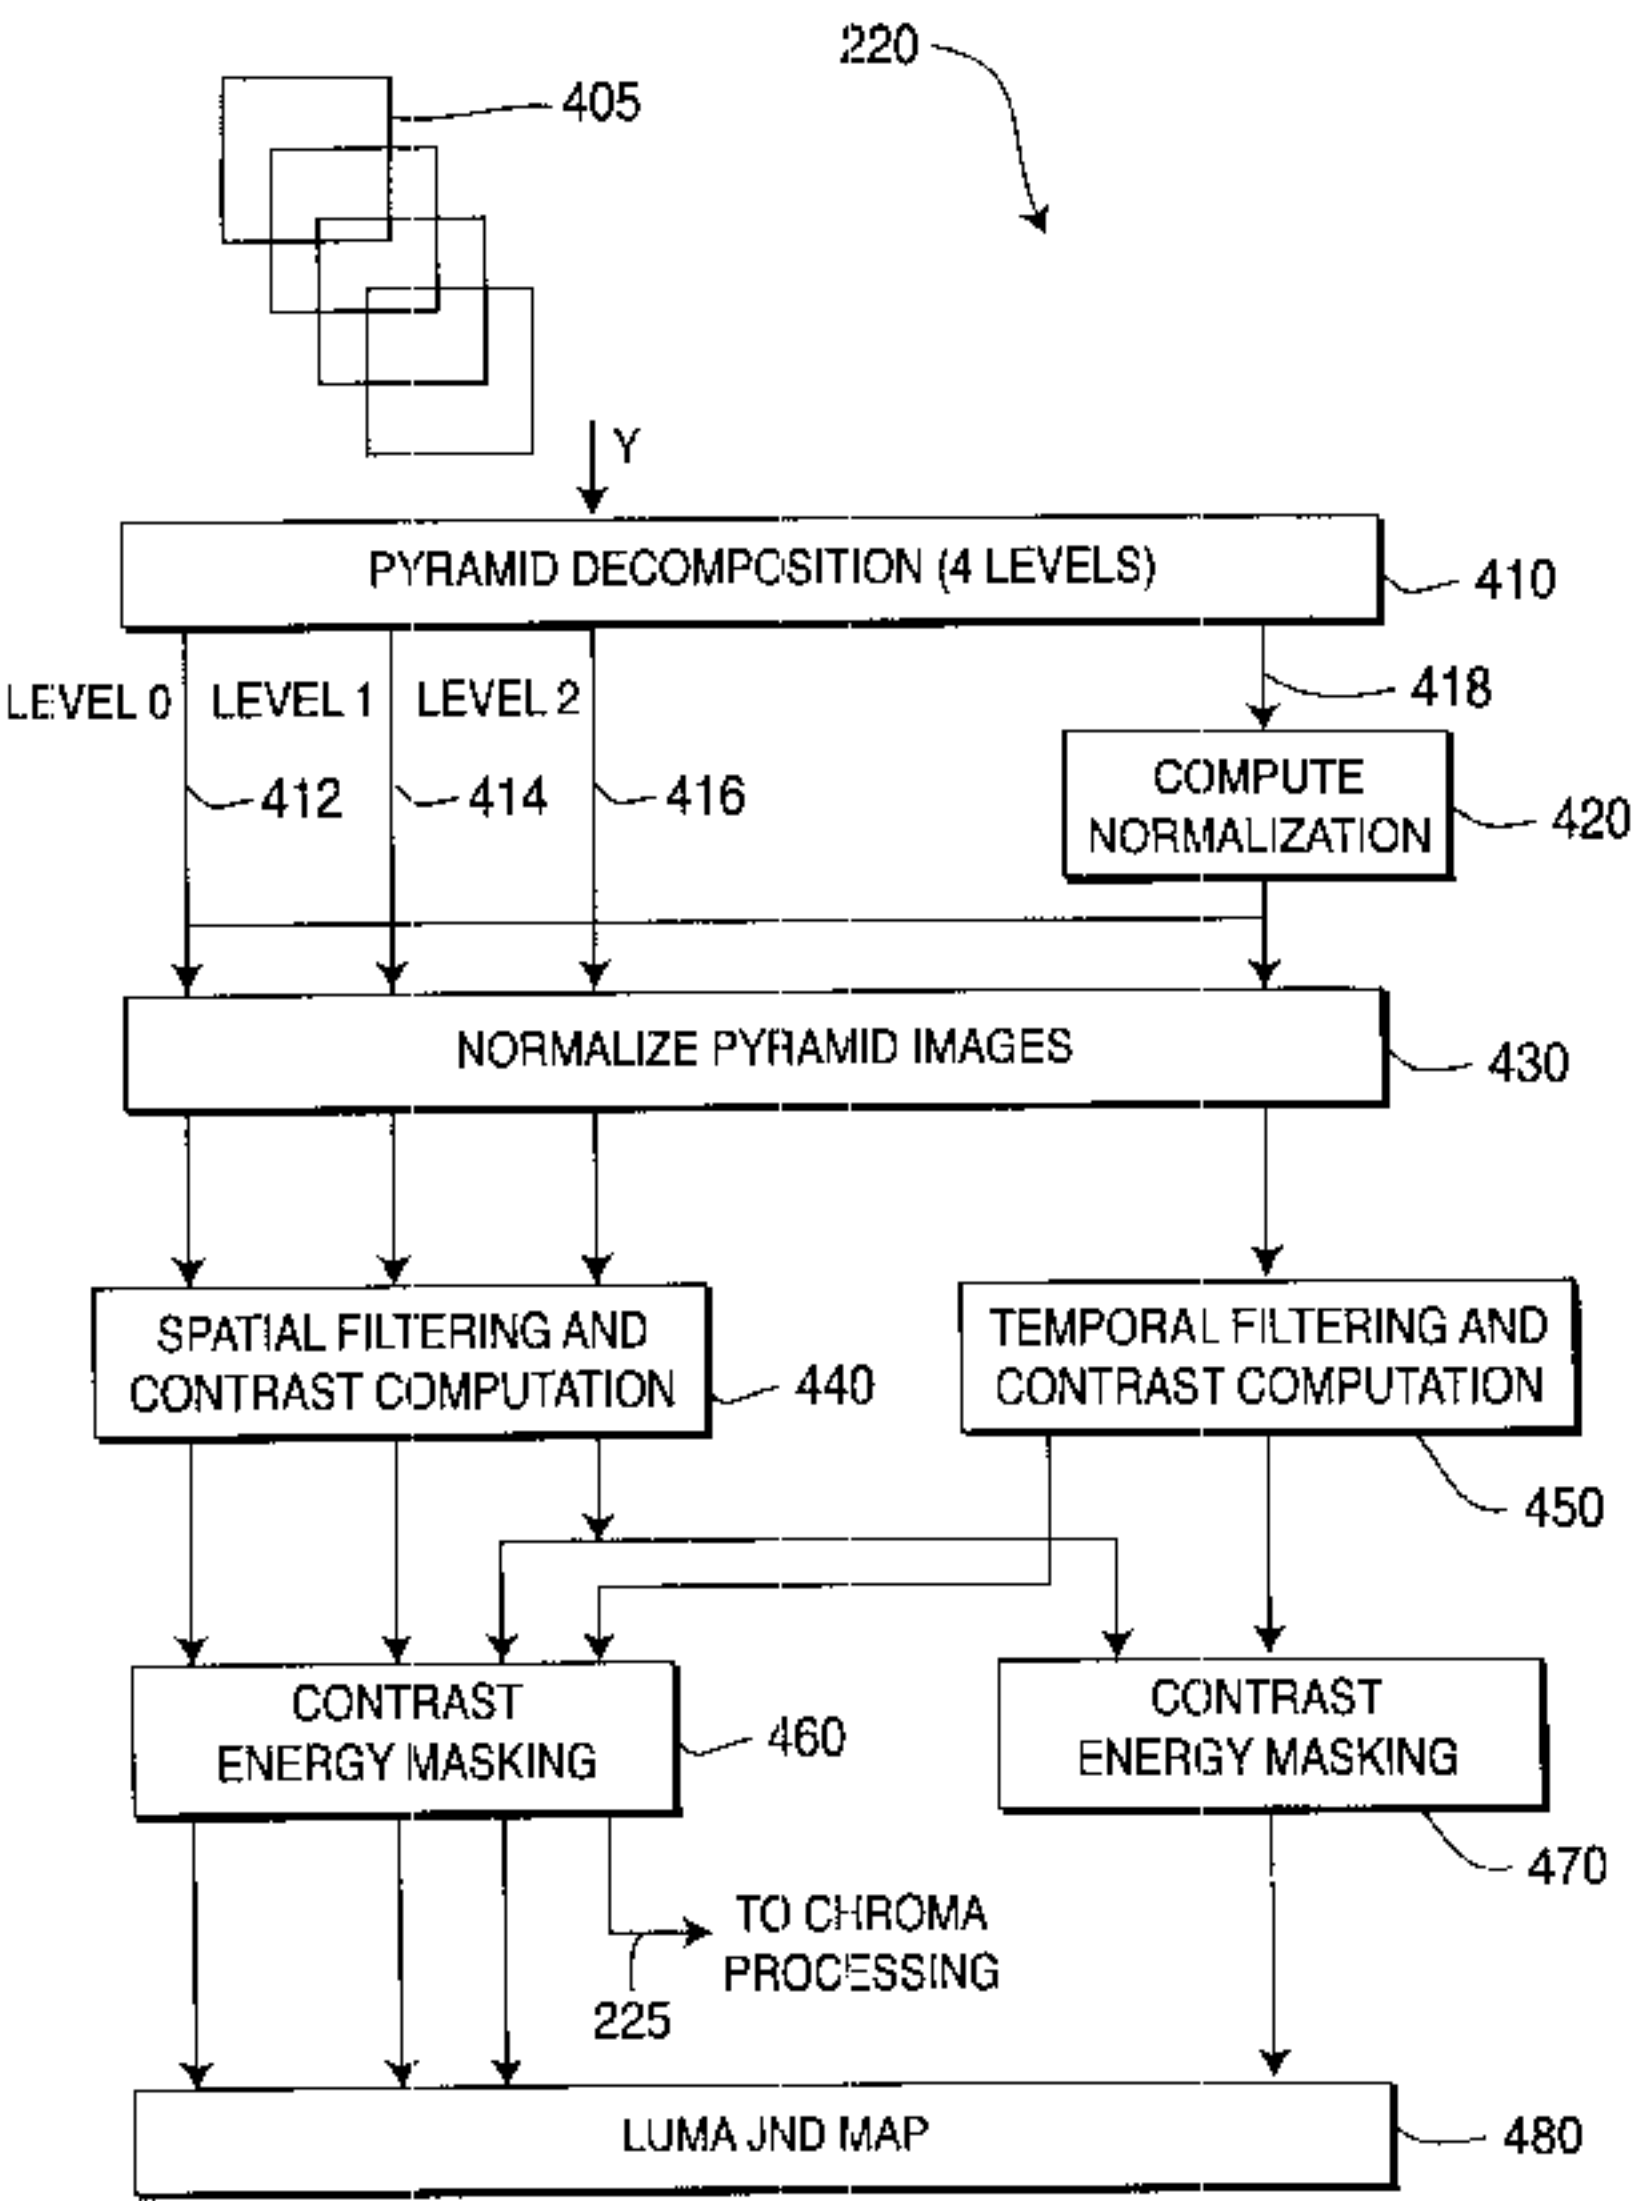 220
405
Y
PYRAMID DECOMPOSITION (4 LEVELS)
410
LEVEL 0
LEVEL 1
LEVEL 2
418
412
414
416
COMPUTE
NORMALIZATION
420
NORMALIZE PYRAMID IMAGES
430
SPATIAL FILTERING AND
CONTRAST COMPUTATION
440
TEMPORAL FILTERING AND
CONTRAST COMPUTATION
450
CONTRAST
ENERGY MASKING
460
CONTRAST
ENERGY MASKING
470
TO CHROMA
PROCESSING
225
LUMA JND MAP
480